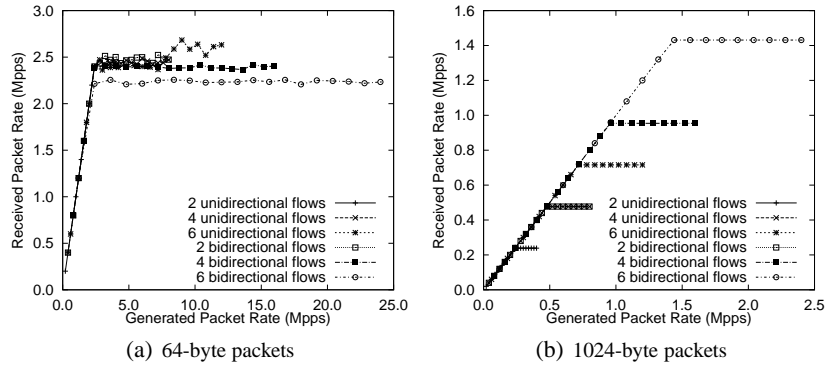 Received Packet Rate (Mpps)
3.0
2.5
2.0
1.5
1.0
0.5
0.0
2 unidirectional flows
4 unidirectional flows
6 unidirectional flows
2 bidirectional flows
4 bidirectional flows
6 bidirectional flows
0.0 5.0 10.0 15.0 20.0 25.0
Generated Packet Rate (Mpps)
(a) 64-byte packets
Received Packet Rate (Mpps)
1.6
1.4
1.2
1.0
0.8
0.6
0.4
0.2
0.0
2 unidirectional flows
4 unidirectional flows
6 unidirectional flows
2 bidirectional flows
4 bidirectional flows
6 bidirectional flows
0.0 0.5 1.0 1.5 2.0 2.5
Generated Packet Rate (Mpps)
(b) 1024-byte packets